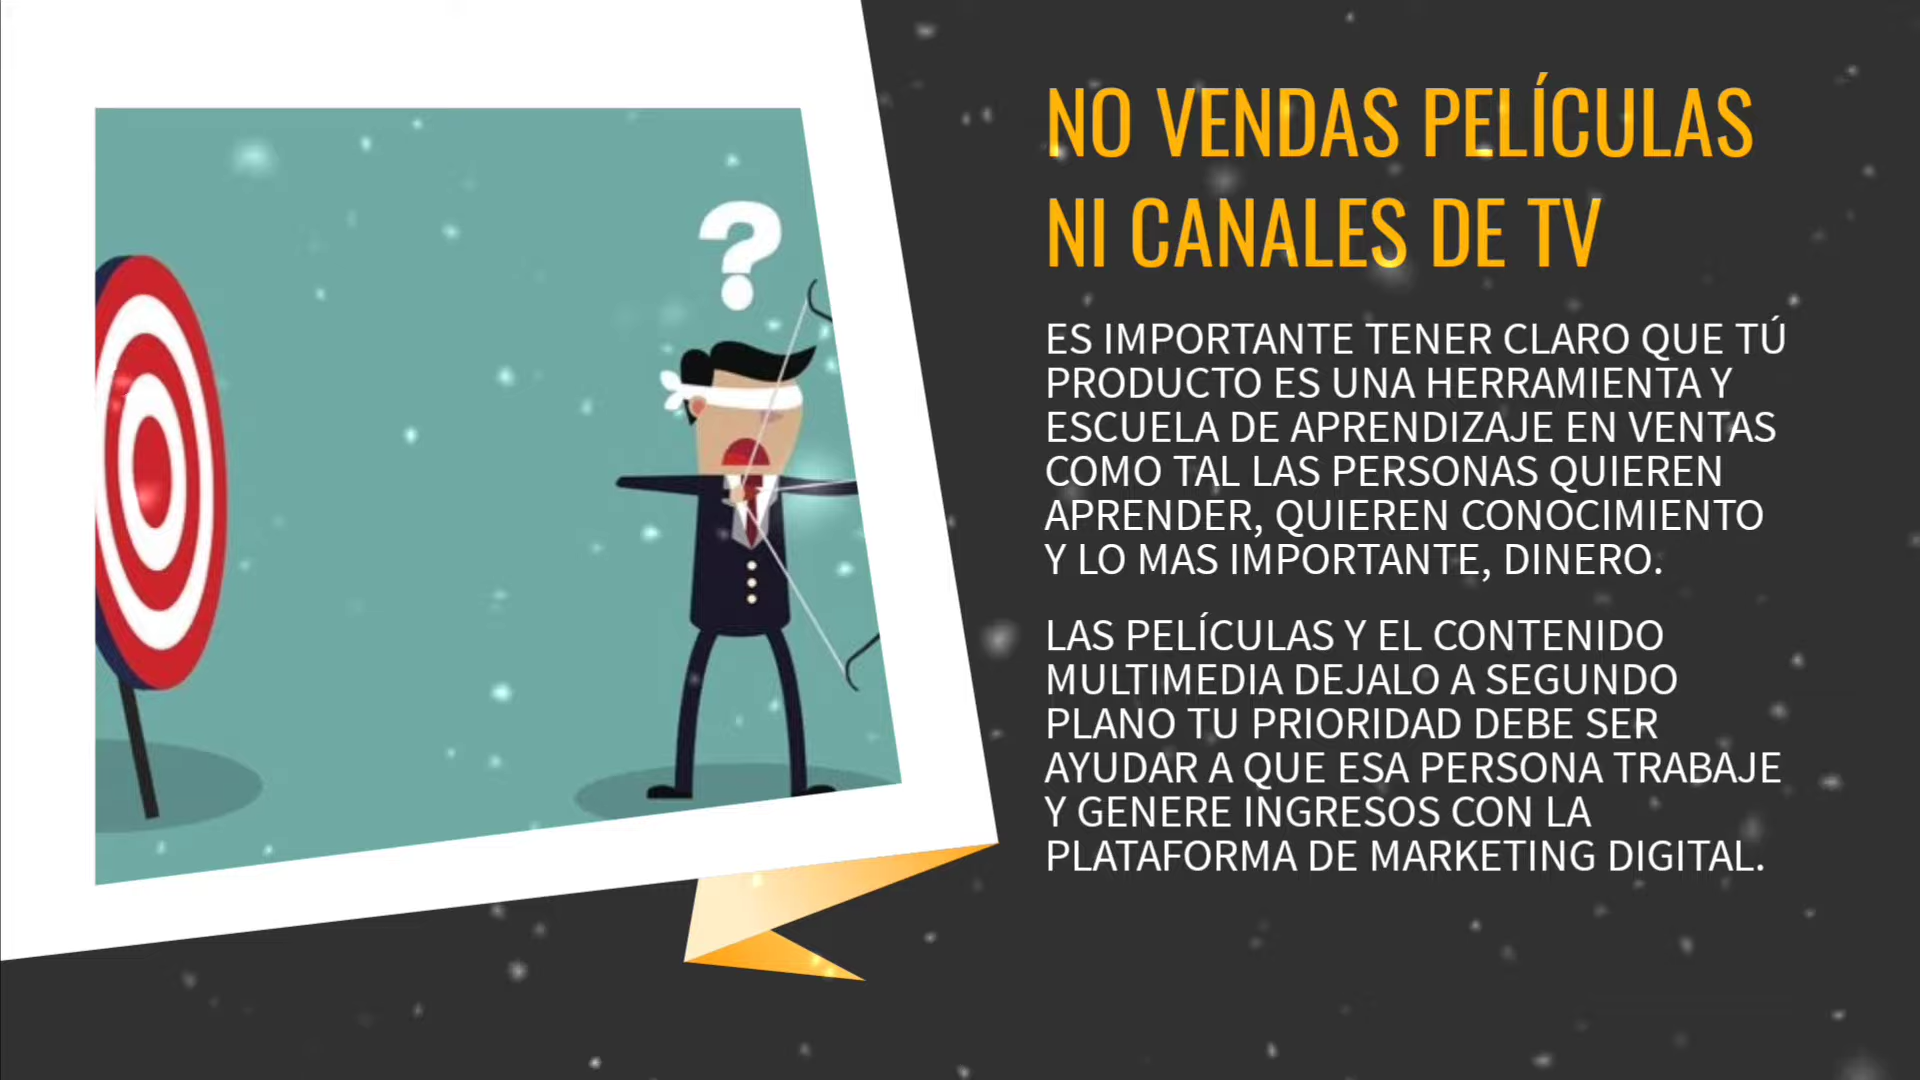 NO VENDAS PELÍCULAS
NI CANALES DE TV
ES IMPORTANTE TENER CLARO QUE TÚ
PRODUCTO ES UNA HERRAMIENTA Y
ESCUELA DE APRENDIZAJE EN VENTAS
COMO TAL LAS PERSONAS QUIEREN
APRENDER, QUIEREN CONOCIMIENTO
Y LO MAS IMPORTANTE, DINERO.
LAS PELÍCULAS Y EL CONTENIDO
MULTIMEDIA DEJALO A SEGUNDO
PLANO TU PRIORIDAD DEBE SER
AYUDAR A QUE ESA PERSONA TRABAJE
Y GENERE INGRESOS CON LA
PLATAFORMA DE MARKETING DIGITAL.
?